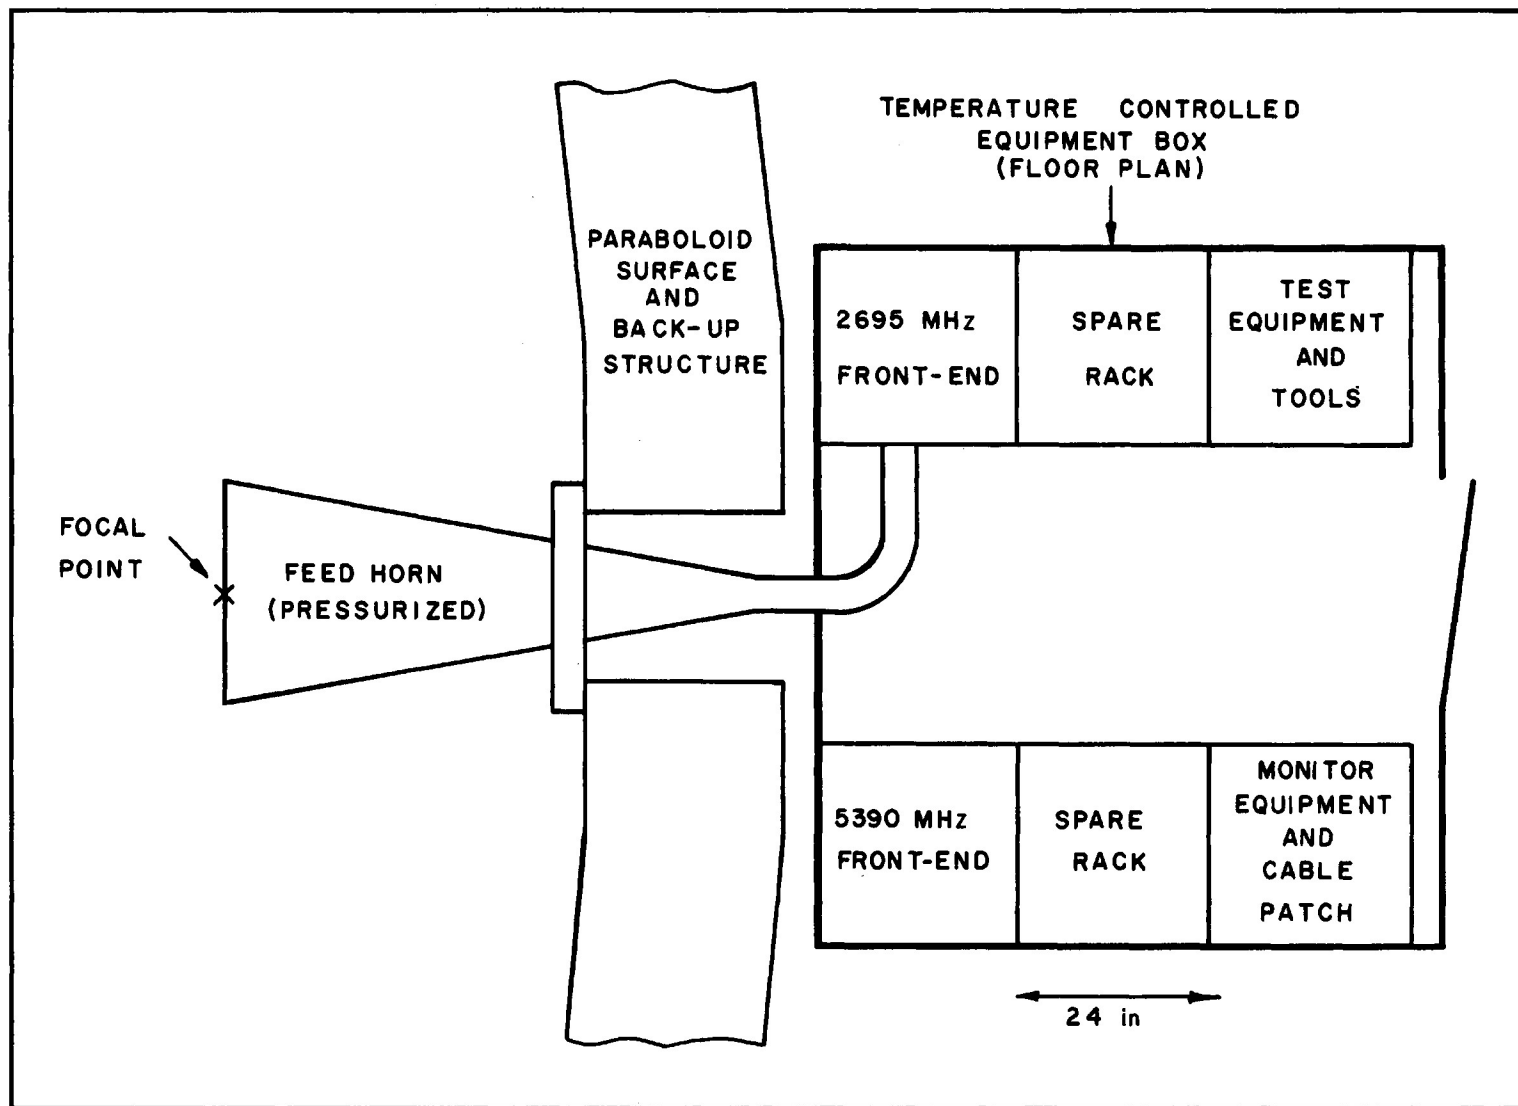 TEMPERATURE CONTROLLED
EQUIPMENT BOX
(FLOOR PLAN)
PARABOLOID
SURFACE
AND
BACK-UP
STRUCTURE
2695 MHz
FRONT-END
SPARE
RACK
TEST
EQUIPMENT
AND
TOOLS
FOCAL
POINT
FEED HORN
(PRESSURIZED)
5390 MHz
FRONT-END
SPARE
RACK
MONITOR
EQUIPMENT
AND
CABLE
PATCH
24 in